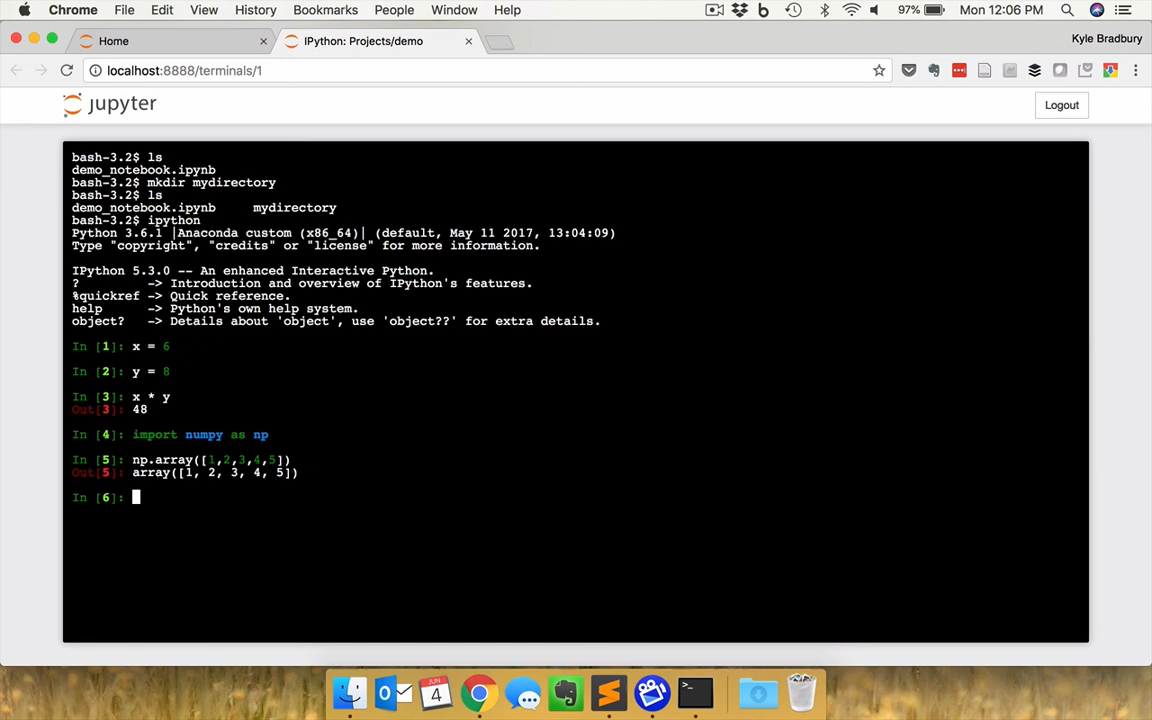 Chrome File Edit View History Bookmarks People Window Help 97% Mon 12:06 PM
Home IPython: Projects/demo Kyle Bradbury
localhost:8888/terminals/1
jupyter Logout
bash-3.2$ ls
demo_notebook.ipynb
bash-3.2$ mkdir mydirectory
bash-3.2$ ls
demo_notebook.ipynb mydirectory
bash-3.2$ ipython
Python 3.6.1 |Anaconda custom (x86_64)| (default, May 11 2017, 13:04:09)
Type "copyright", "credits" or "license" for more information.
IPython 5.3.0 -- An enhanced Interactive Python.
? -> Introduction and overview of IPython's features.
%quickref -> Quick reference.
help -> Python's own help system.
object? -> Details about 'object', use 'object??' for extra details.
In [1]: x = 6
In [2]: y = 8
In [3]: x * y
Out[3]: 48
In [4]: import numpy as np
In [5]: np.array([1,2,3,4,5])
Out[5]: array([1, 2, 3, 4, 5])
In [6]:
JUN
4